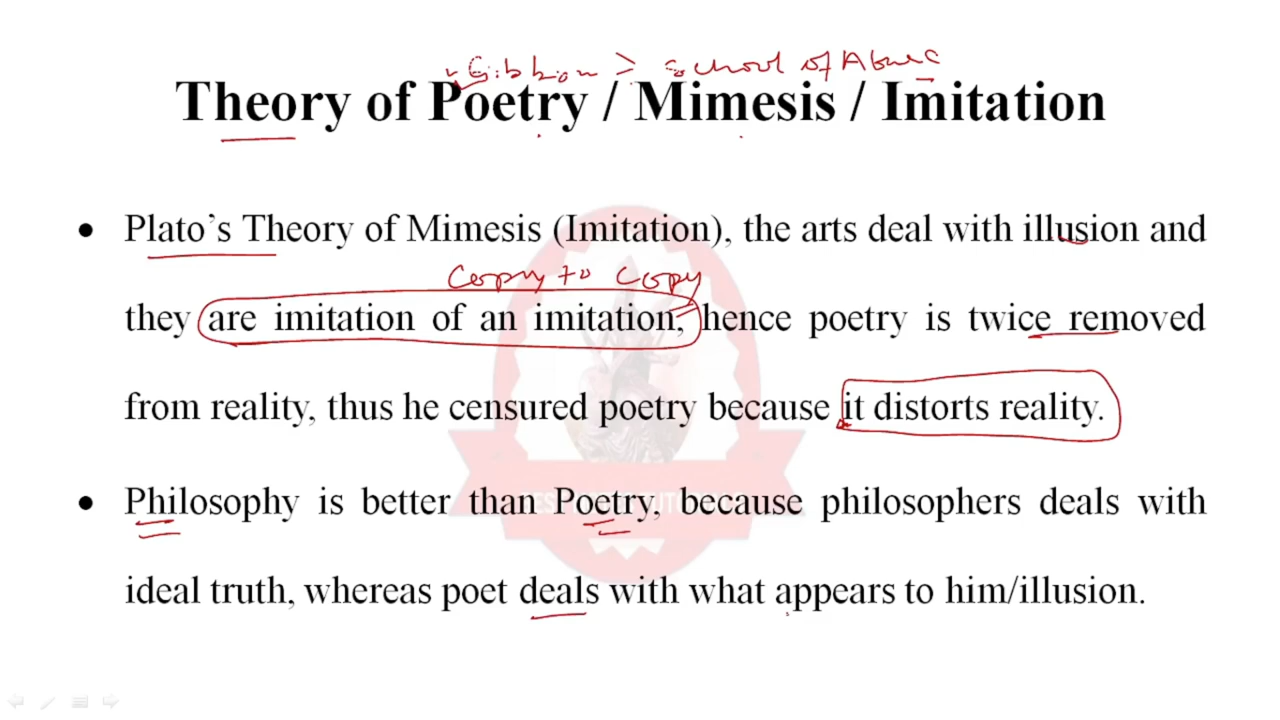 Gibbon > School of Abuse
Theory of Poetry / Mimesis / Imitation
• Plato's Theory of Mimesis (Imitation), the arts deal with illusion and
copy to copy
they are imitation of an imitation, hence poetry is twice removed
from reality, thus he censured poetry because it distorts reality.
• Philosophy is better than Poetry, because philosophers deals with
ideal truth, whereas poet deals with what appears to him/illusion.